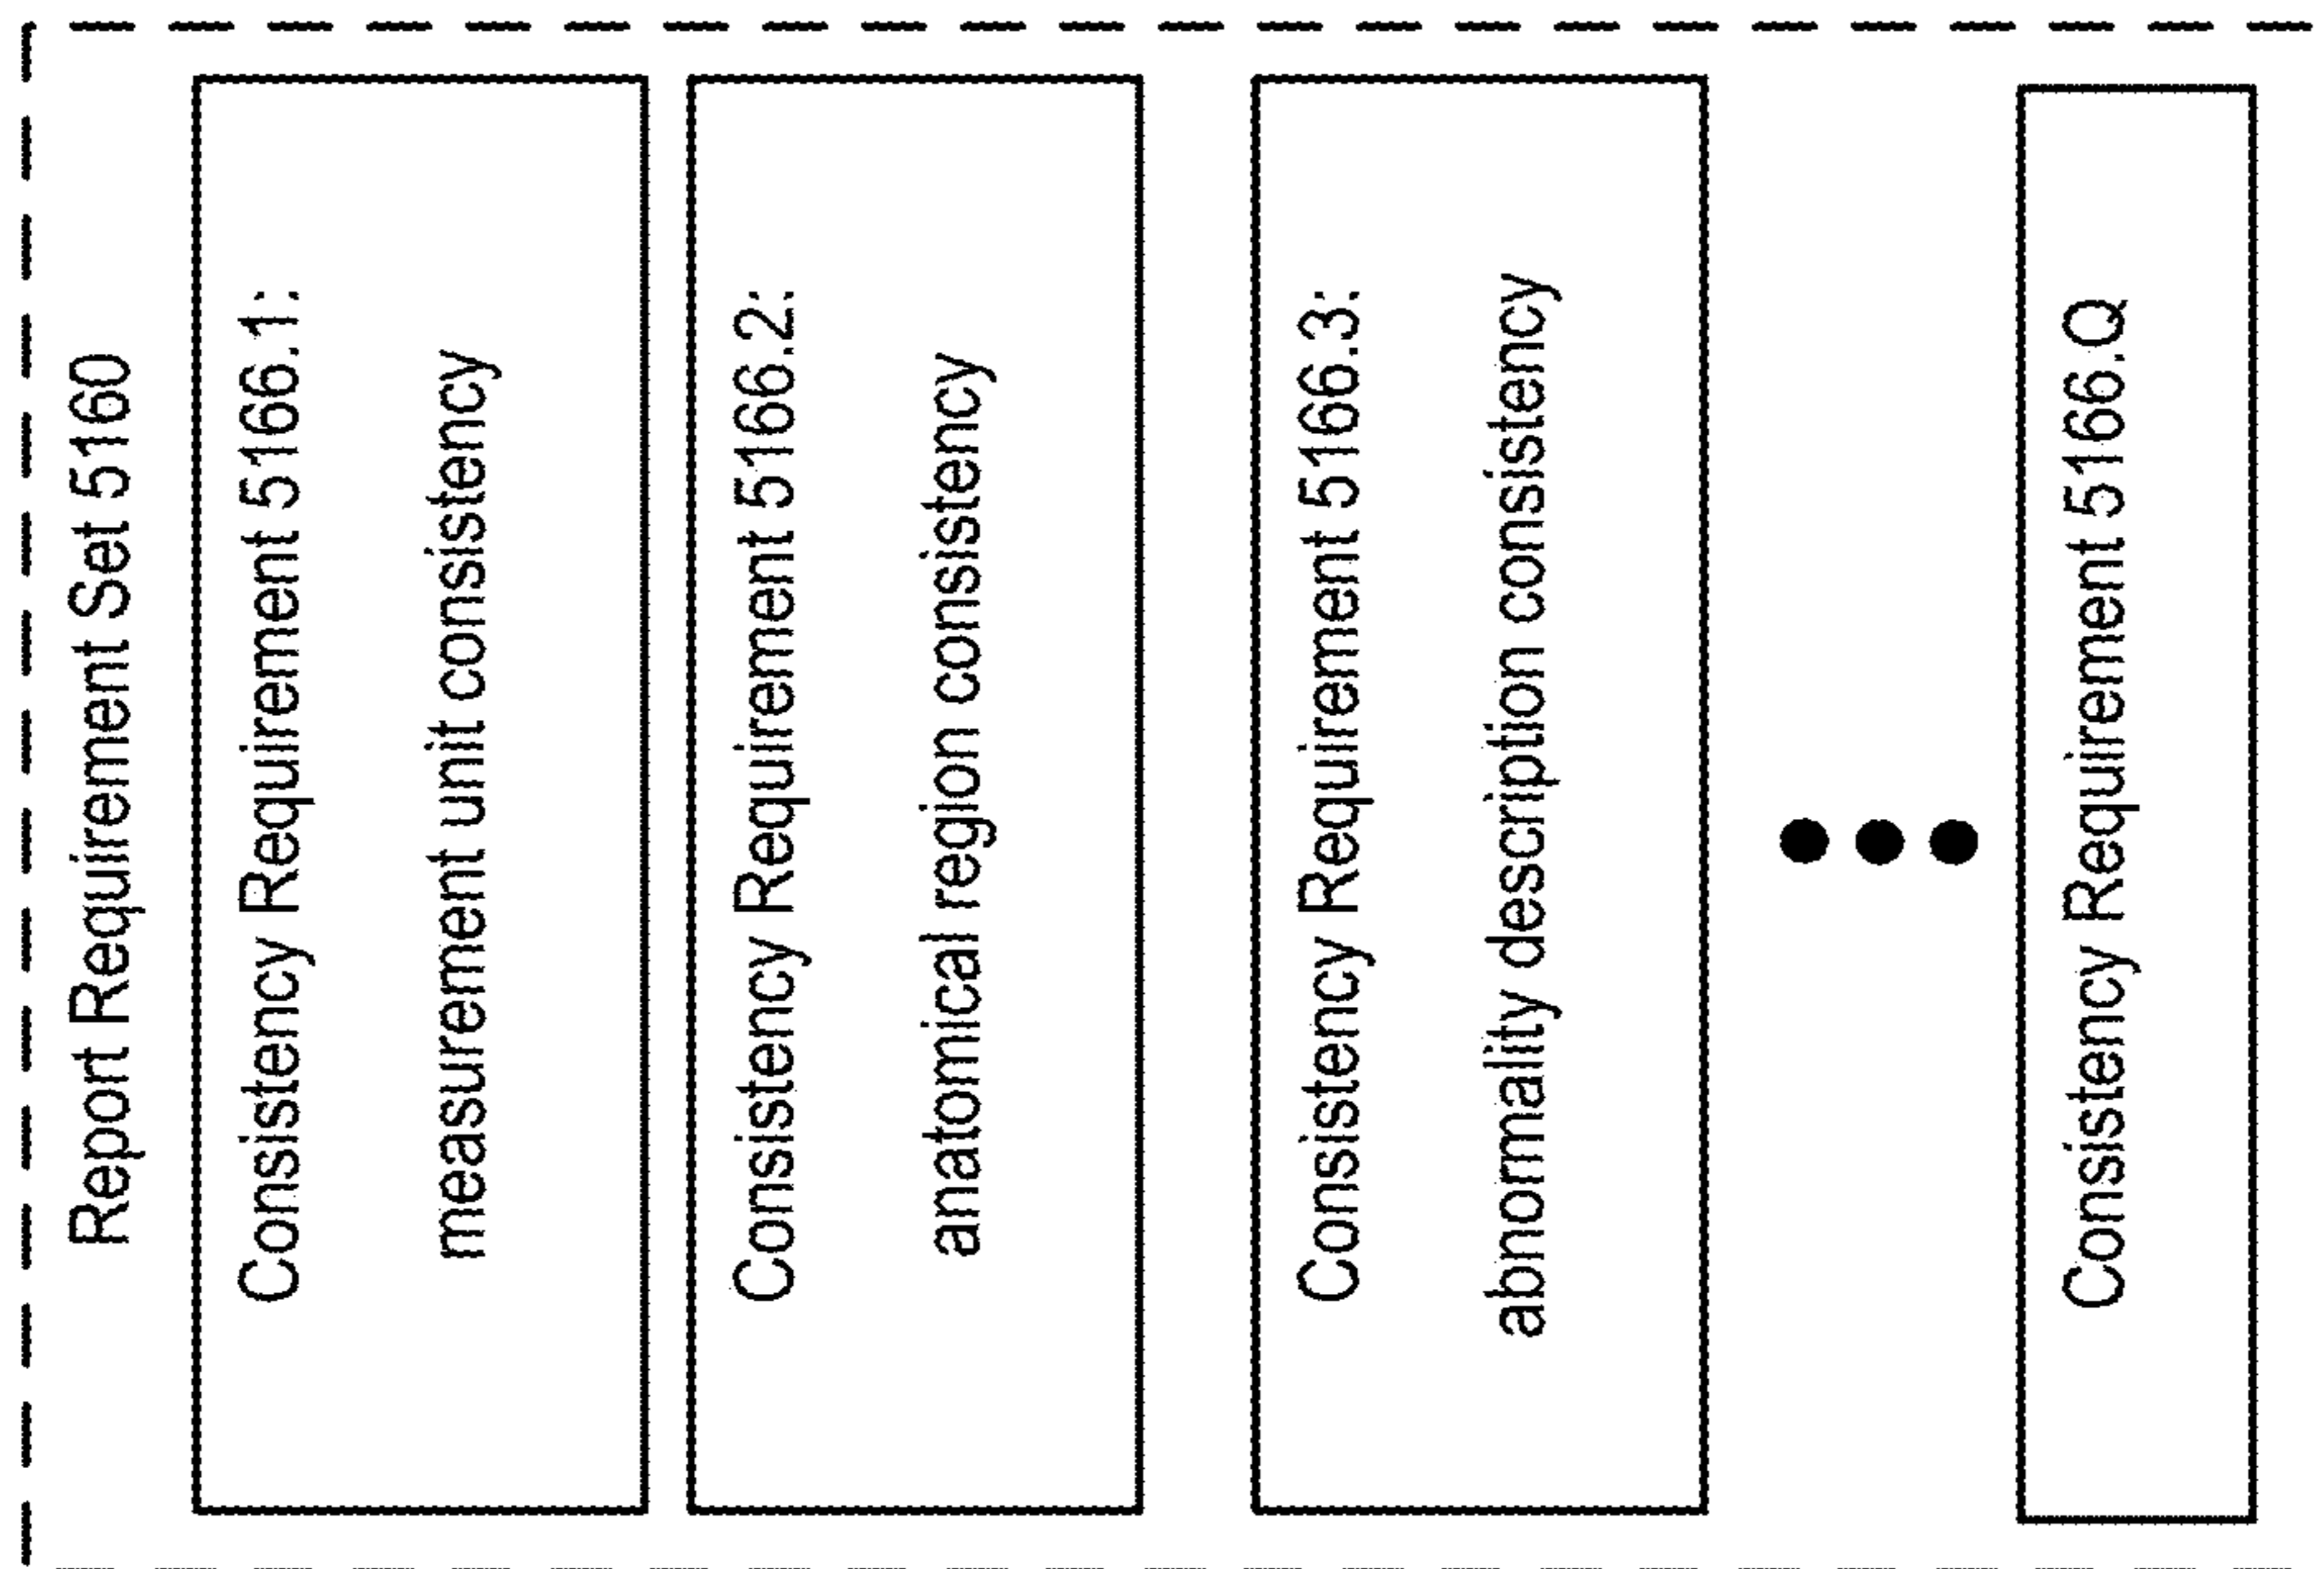 Report Requirement Set 5160
Consistency Requirement 5166.1:
measurement unit consistency
Consistency Requirement 5166.2:
anatomical region consistency
Consistency Requirement 5166.3:
abnormality description consistency
Consistency Requirement 5166.Q